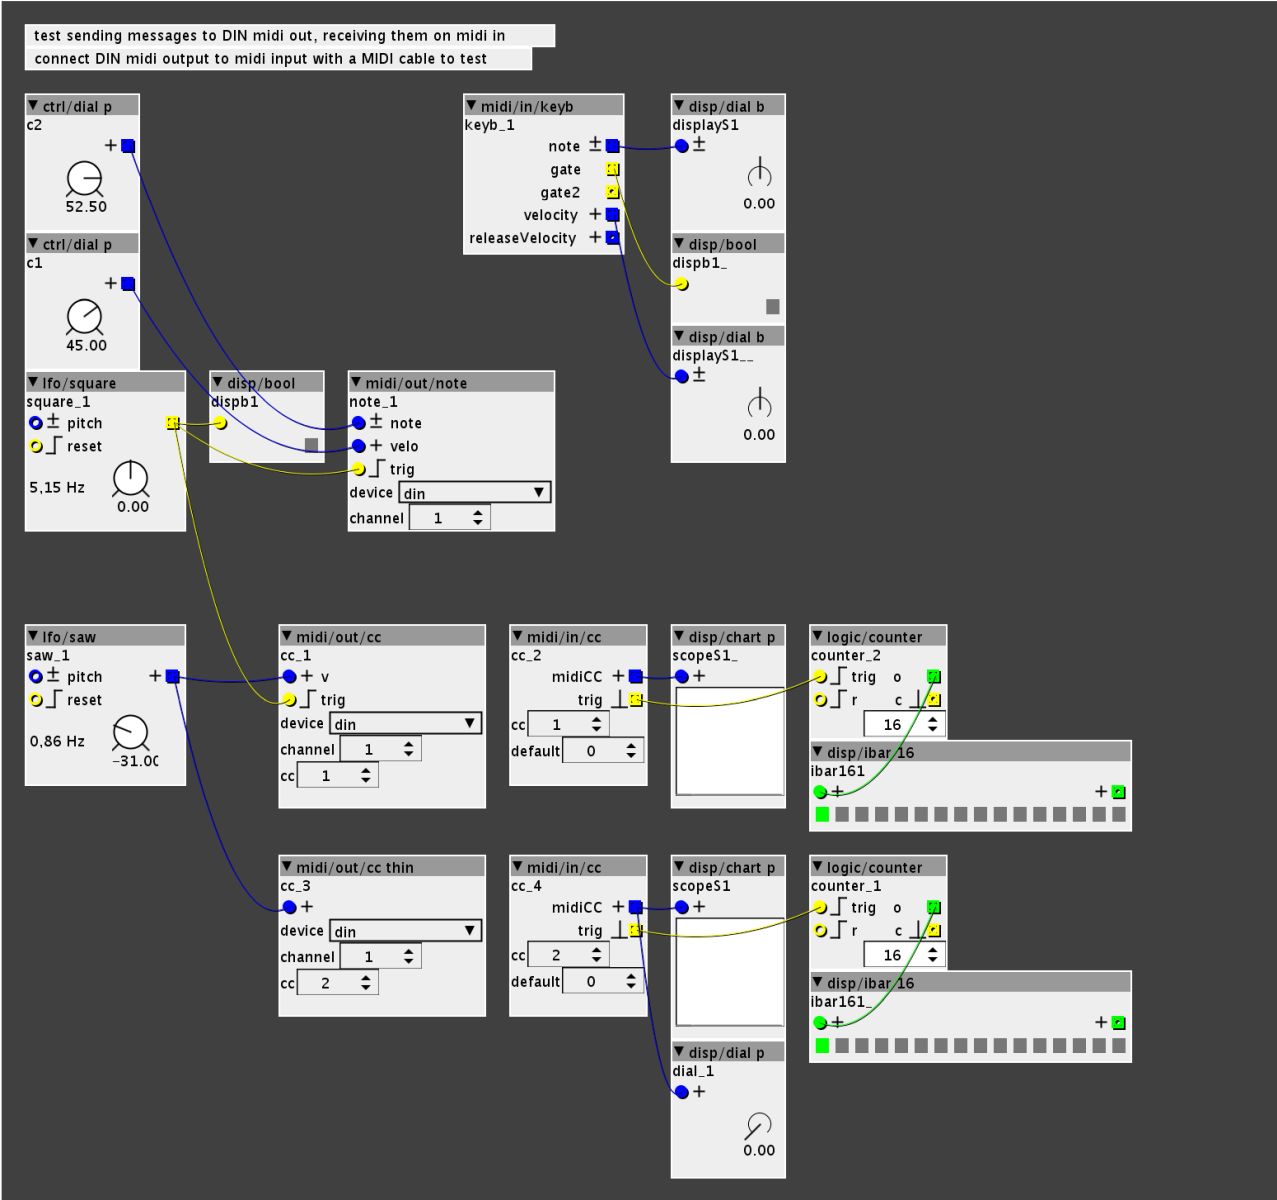 test sending messages to DIN midi out, receiving them on midi in
connect DIN midi output to midi input with a MIDI cable to test
ctrl/dial p
c2
+
52.50
ctrl/dial p
c1
+
45.00
lfo/square
square_1
± pitch
reset
5,15 Hz
0.00
disp/bool
dispb1
midi/out/note
note_1
± note
+ velo
trig
device din
channel 1
midi/in/keyb
keyb_1
note ±
gate
gate2
velocity +
releaseVelocity +
disp/dial b
displayS1
±
0.00
disp/bool
dispb1_
disp/dial b
displayS1__
±
0.00
lfo/saw
saw_1
± pitch +
reset
0,86 Hz
−31.00
midi/out/cc
cc_1
+ v
trig
device din
channel 1
cc 1
midi/in/cc
cc_2
midiCC +
trig
cc 1
default 0
disp/chart p
scopeS1_
+
logic/counter
counter_2
trig o
r c
16
disp/ibar 16
ibar161
+ +
midi/out/cc thin
cc_3
+
device din
channel 1
cc 2
midi/in/cc
cc_4
midiCC +
trig
cc 2
default 0
disp/chart p
scopeS1
+
logic/counter
counter_1
trig o
r c
16
disp/ibar 16
ibar161_
+ +
disp/dial p
dial_1
+
0.00